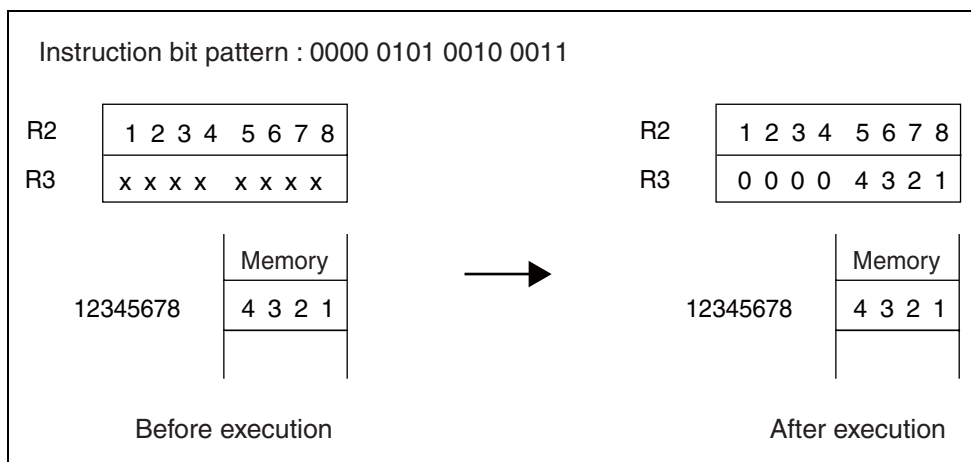 Instruction bit pattern : 0000 0101 0010 0011
R2 1 2 3 4 5 6 7 8 R2 1 2 3 4 5 6 7 8
R3 x x x x x x x x R3 0 0 0 0 4 3 2 1
Memory Memory
12345678 4 3 2 1 12345678 4 3 2 1
Before execution After execution